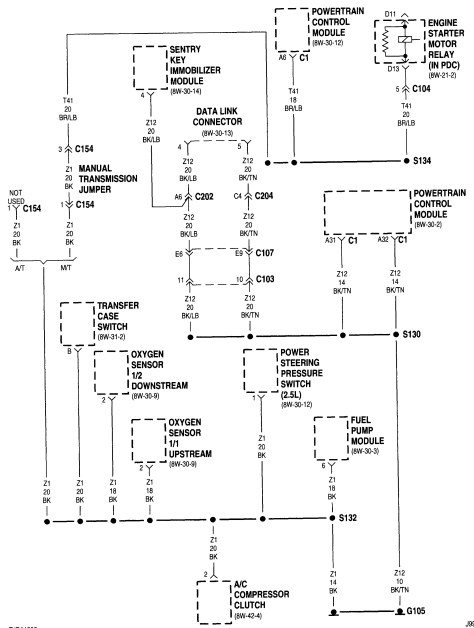 D11
POWERTRAIN
CONTROL
MODULE
(8W-30-12)
ENGINE
STARTER
MOTOR
RELAY
(IN PDC)
(8W-21-2)
A6 C1
D13
5 C104
SENTRY
KEY
IMMOBILIZER
MODULE
(8W-30-14)
4
T41
20
BR/LB
T41
18
BR/LB
T41
20
BR/LB
DATA LINK
CONNECTOR
(8W-30-13)
Z12
20
BK/LB
4
5
3 C154
Z1
20
BK
MANUAL
TRANSMISSION
JUMPER
Z12
20
BK/LB
Z12
20
BK/TN
S134
NOT
USED
1 C154
1 C154
A6 C202
C4 C204
POWERTRAIN
CONTROL
MODULE
(8W-30-2)
Z1
20
BK
Z1
20
BK
Z12
20
BK/LB
Z12
20
BK/TN
A31 C1
A32 C1
A/T
M/T
E6
E9 C107
11
10 C103
Z12
14
BK/TN
Z12
14
BK/TN
Z12
20
BK/LB
Z12
20
BK/TN
TRANSFER
CASE
SWITCH
(8W-31-2)
S130
B
OXYGEN
SENSOR
1/2
DOWNSTREAM
(8W-30-9)
POWER
STEERING
PRESSURE
SWITCH
(2.5L)
(8W-30-12)
2
1
OXYGEN
SENSOR
1/1
UPSTREAM
(8W-30-9)
FUEL
PUMP
MODULE
(8W-30-3)
2
6
Z1
20
BK
Z1
20
BK
Z1
20
BK
Z1
18
BK
Z1
18
BK
Z1
18
BK
S132
Z1
20
BK
2
A/C
COMPRESSOR
CLUTCH
(8W-42-4)
Z1
14
BK
Z12
10
BK/TN
G105